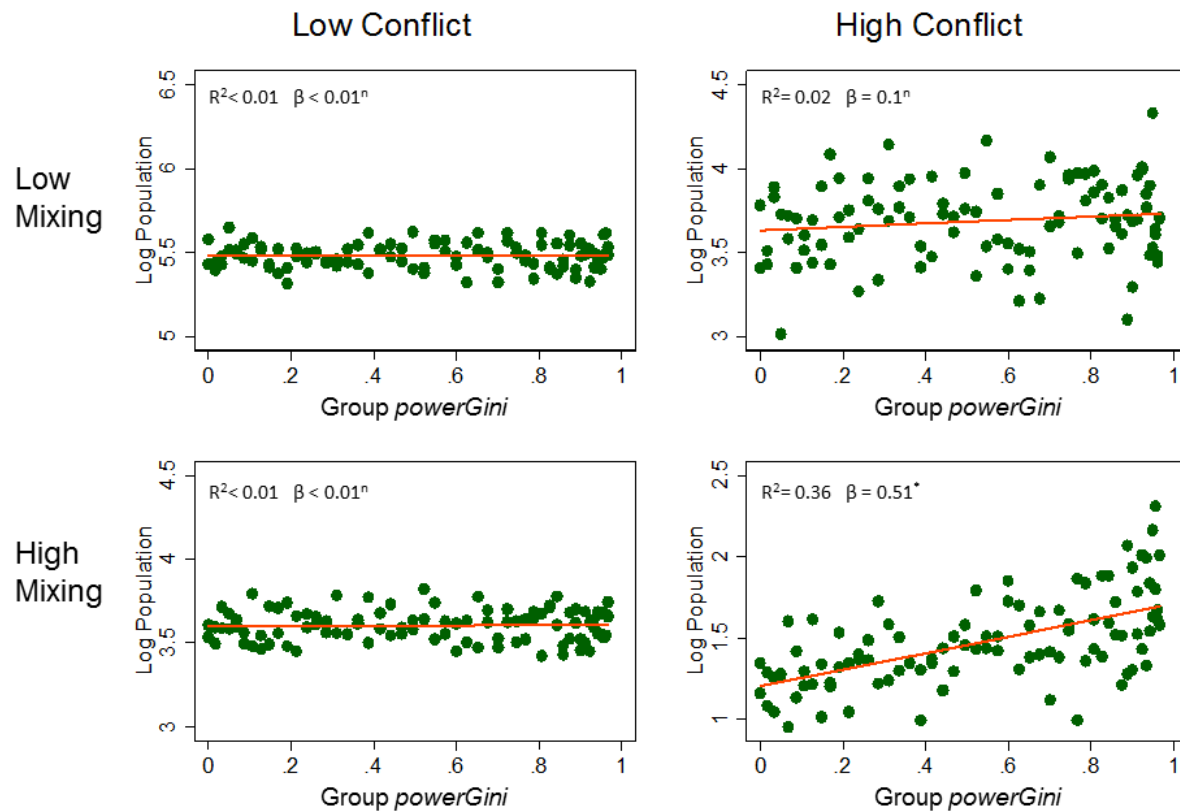 Low Conflict
High Conflict
Low
Mixing
R²< 0.01 β < 0.01ⁿ
Log Population
6.5
6
5.5
5
0 .2 .4 .6 .8 1
Group powerGini
R²= 0.02 β = 0.1ⁿ
Log Population
4.5
4
3.5
3
0 .2 .4 .6 .8 1
Group powerGini
High
Mixing
R²< 0.01 β < 0.01ⁿ
Log Population
4.5
4
3.5
3
0 .2 .4 .6 .8 1
Group powerGini
R²= 0.36 β = 0.51*
Log Population
2.5
2
1.5
1
0 .2 .4 .6 .8 1
Group powerGini